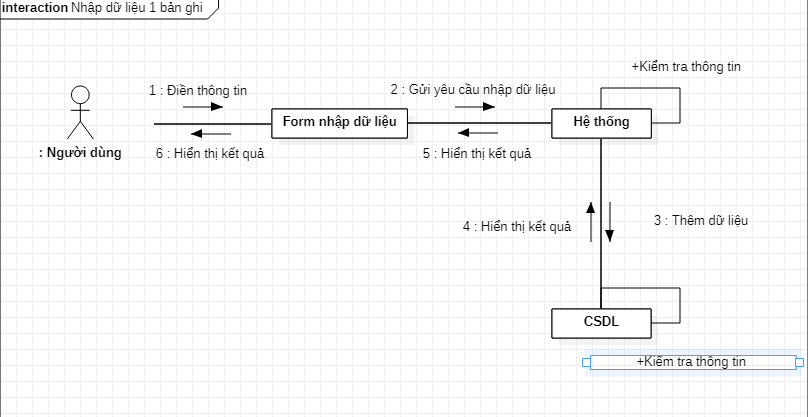 interaction Nhập dữ liệu 1 bản ghi
+Kiểm tra thông tin
1 : Điền thông tin
2 : Gửi yêu cầu nhập dữ liệu
Form nhập dữ liệu
Hệ thống
: Người dùng
6 : Hiển thị kết quả
5 : Hiển thị kết quả
4 : Hiển thị kết quả
3 : Thêm dữ liệu
CSDL
+Kiểm tra thông tin